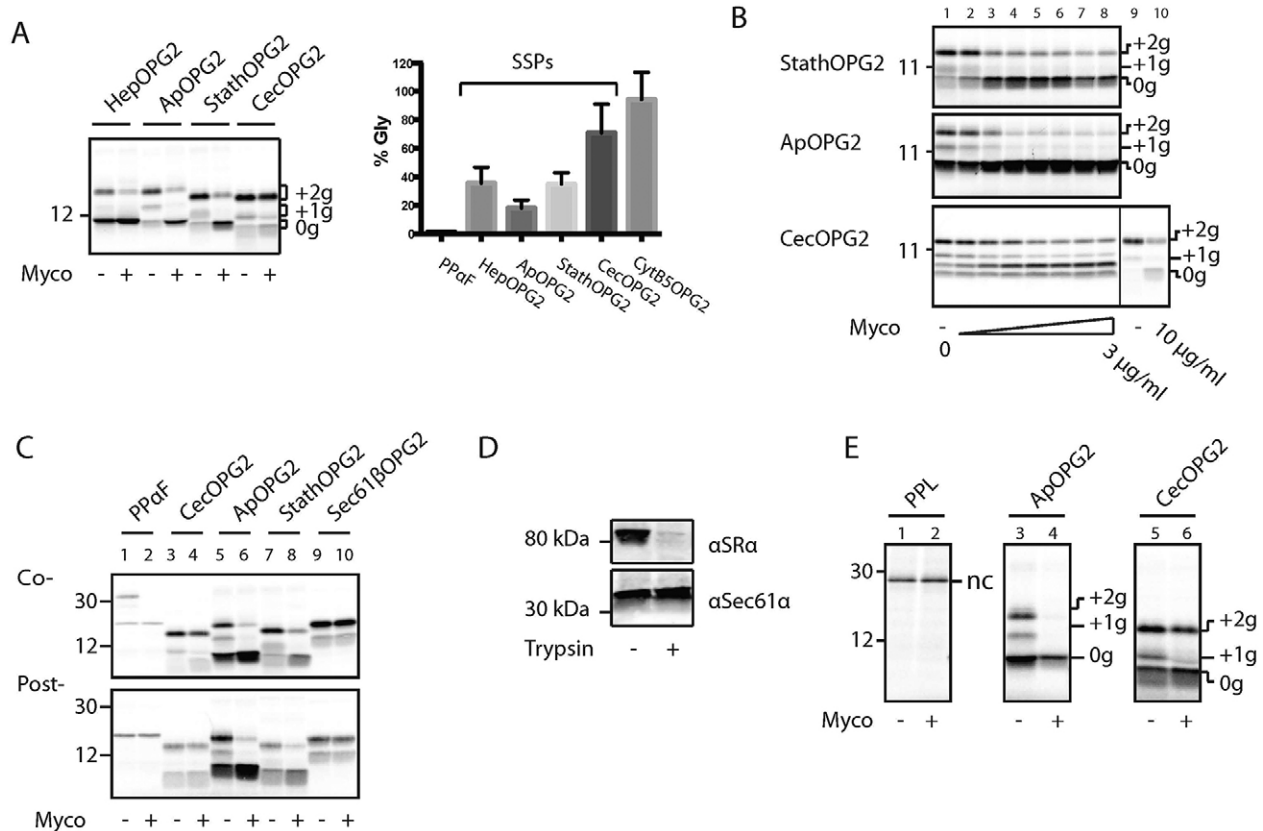 A
HepOPG2
ApOPG2
StathOPG2
CecOPG2
12
+2g
+1g
0g
Myco
- + - + - + - +
120
100
80
60
40
20
0
% Gly
SSPs
PPαF
HepOPG2
ApOPG2
StathOPG2
CecOPG2
CytB5OPG2
B
1 2 3 4 5 6 7 8 9 10
StathOPG2
11
+2g
+1g
0g
ApOPG2
11
+2g
+1g
0g
CecOPG2
11
+2g
+1g
0g
Myco
- -
0
3 µg/ml
10 µg/ml
C
PPαF
CecOPG2
ApOPG2
StathOPG2
Sec61βOPG2
1 2 3 4 5 6 7 8 9 10
Co-
30
12
Post-
30
12
Myco
- + - + - + - + - +
D
80 kDa
αSRα
30 kDa
αSec61α
Trypsin - +
E
PPL
ApOPG2
CecOPG2
1 2 3 4 5 6
30
12
nc
+2g
+1g
0g
+2g
+1g
0g
Myco
- + - + - +